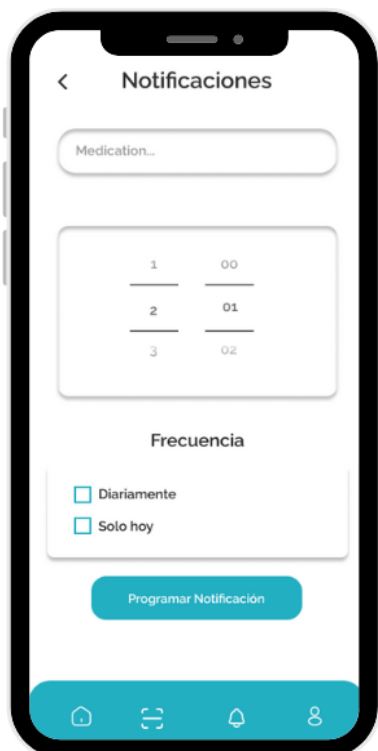 Notificaciones
Medication...
1 00
2 01
3 02
Frecuencia
Diariamente
Solo hoy
Programar Notificación